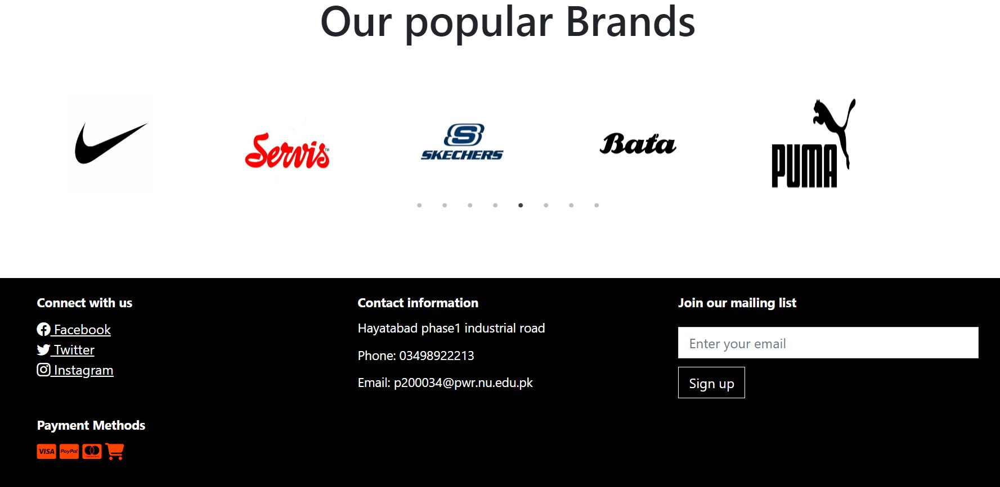 Our popular Brands
Servis™
SKECHERS
Bata
PUMA
Connect with us
Facebook
Twitter
Instagram
Payment Methods
VISA PayPal mastercard
Contact information
Hayatabad phase1 industrial road
Phone: 03498922213
Email: p200034@pwr.nu.edu.pk
Join our mailing list
Enter your email
Sign up